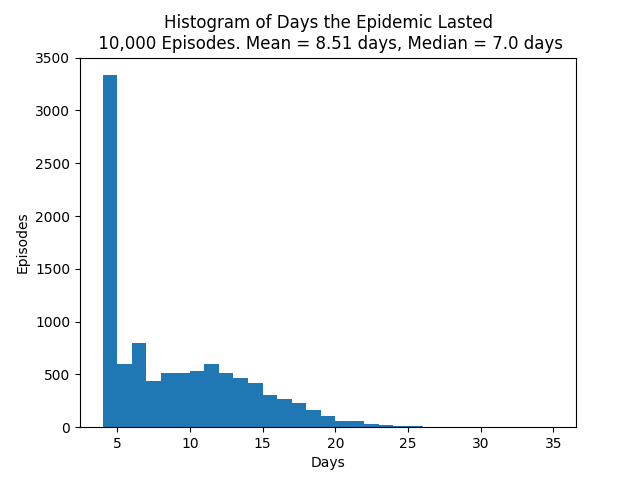 Histogram of Days the Epidemic Lasted
10,000 Episodes. Mean = 8.51 days, Median = 7.0 days
3500
3000
2500
2000
1500
1000
500
0
Episodes
5 10 15 20 25 30 35
Days